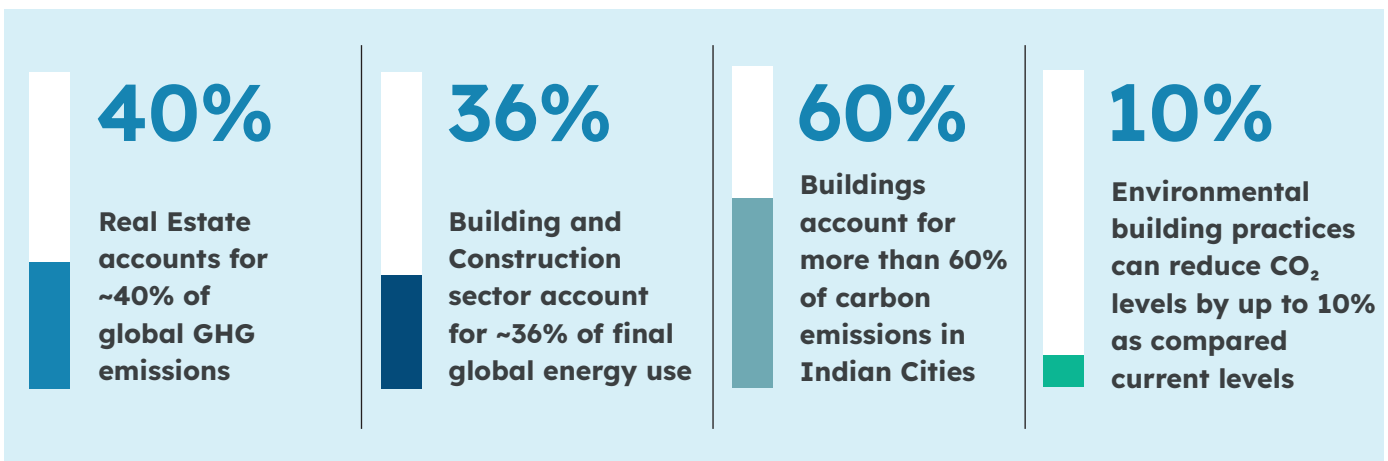 40%
Real Estate
accounts for
~40% of
global GHG
emissions
36%
Building and
Construction
sector account
for ~36% of final
global energy use
60%
Buildings
account for
more than 60%
of carbon
emissions in
Indian Cities
10%
Environmental
building practices
can reduce CO₂
levels by up to 10%
as compared
current levels